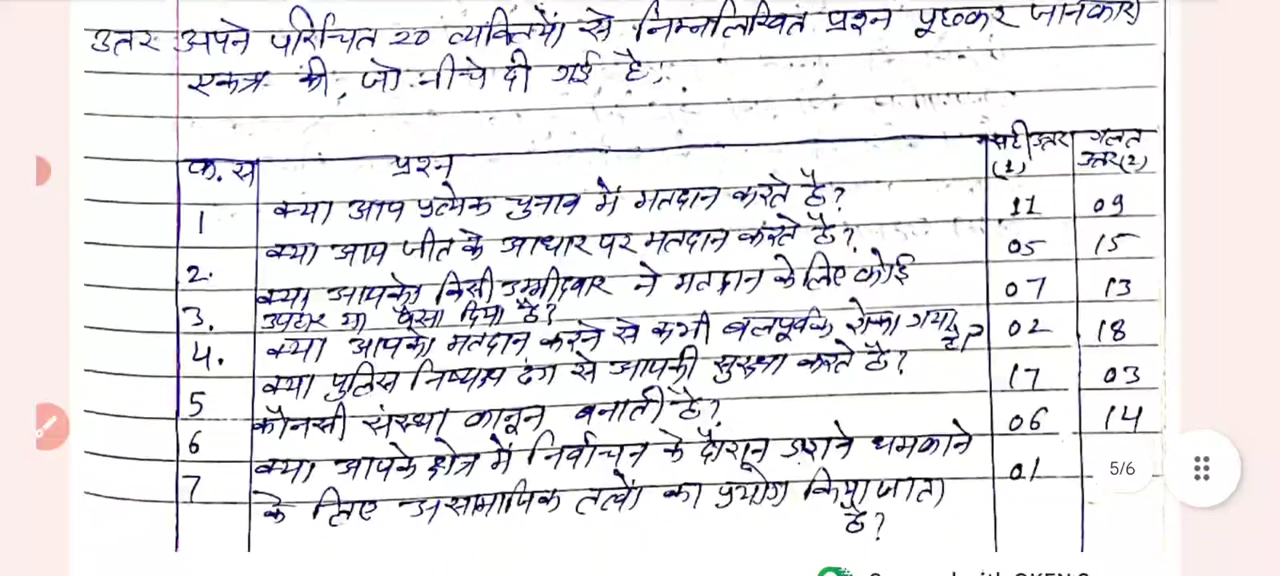 उतर अपने परिचित 20 व्यक्तियों से निम्नलिखित प्रश्न पूछकर जानकारी
एकत्र की, जो नीचे दी गई है:
क्र.स प्रश्न सही उत्तर (1) गलत उत्तर (2)
1 क्या आप प्रत्येक चुनाव में मतदान करते है? 11 09
2. क्या आप जीत के आधार पर मतदान करते है? 05 15
3. क्या आपको किसी उम्मीदवार ने मतदान के लिए कोई 07 13
उपहार या पैसा दिया है?
4. क्या आपको मतदान करने से कभी बलपूर्वक रोका गया है? 02 18
5 क्या पुलिस निष्पक्ष ढंग से आपकी सुरक्षा करते है? 17 03
6 कौनसी संस्था कानून बनाती है? 06 14
7 क्या आपके क्षेत्र में निर्वाचन के दौरान डराने धमकाने 01
के लिए असामाजिक तत्वों का प्रयोग किया जाता
है?
5/6